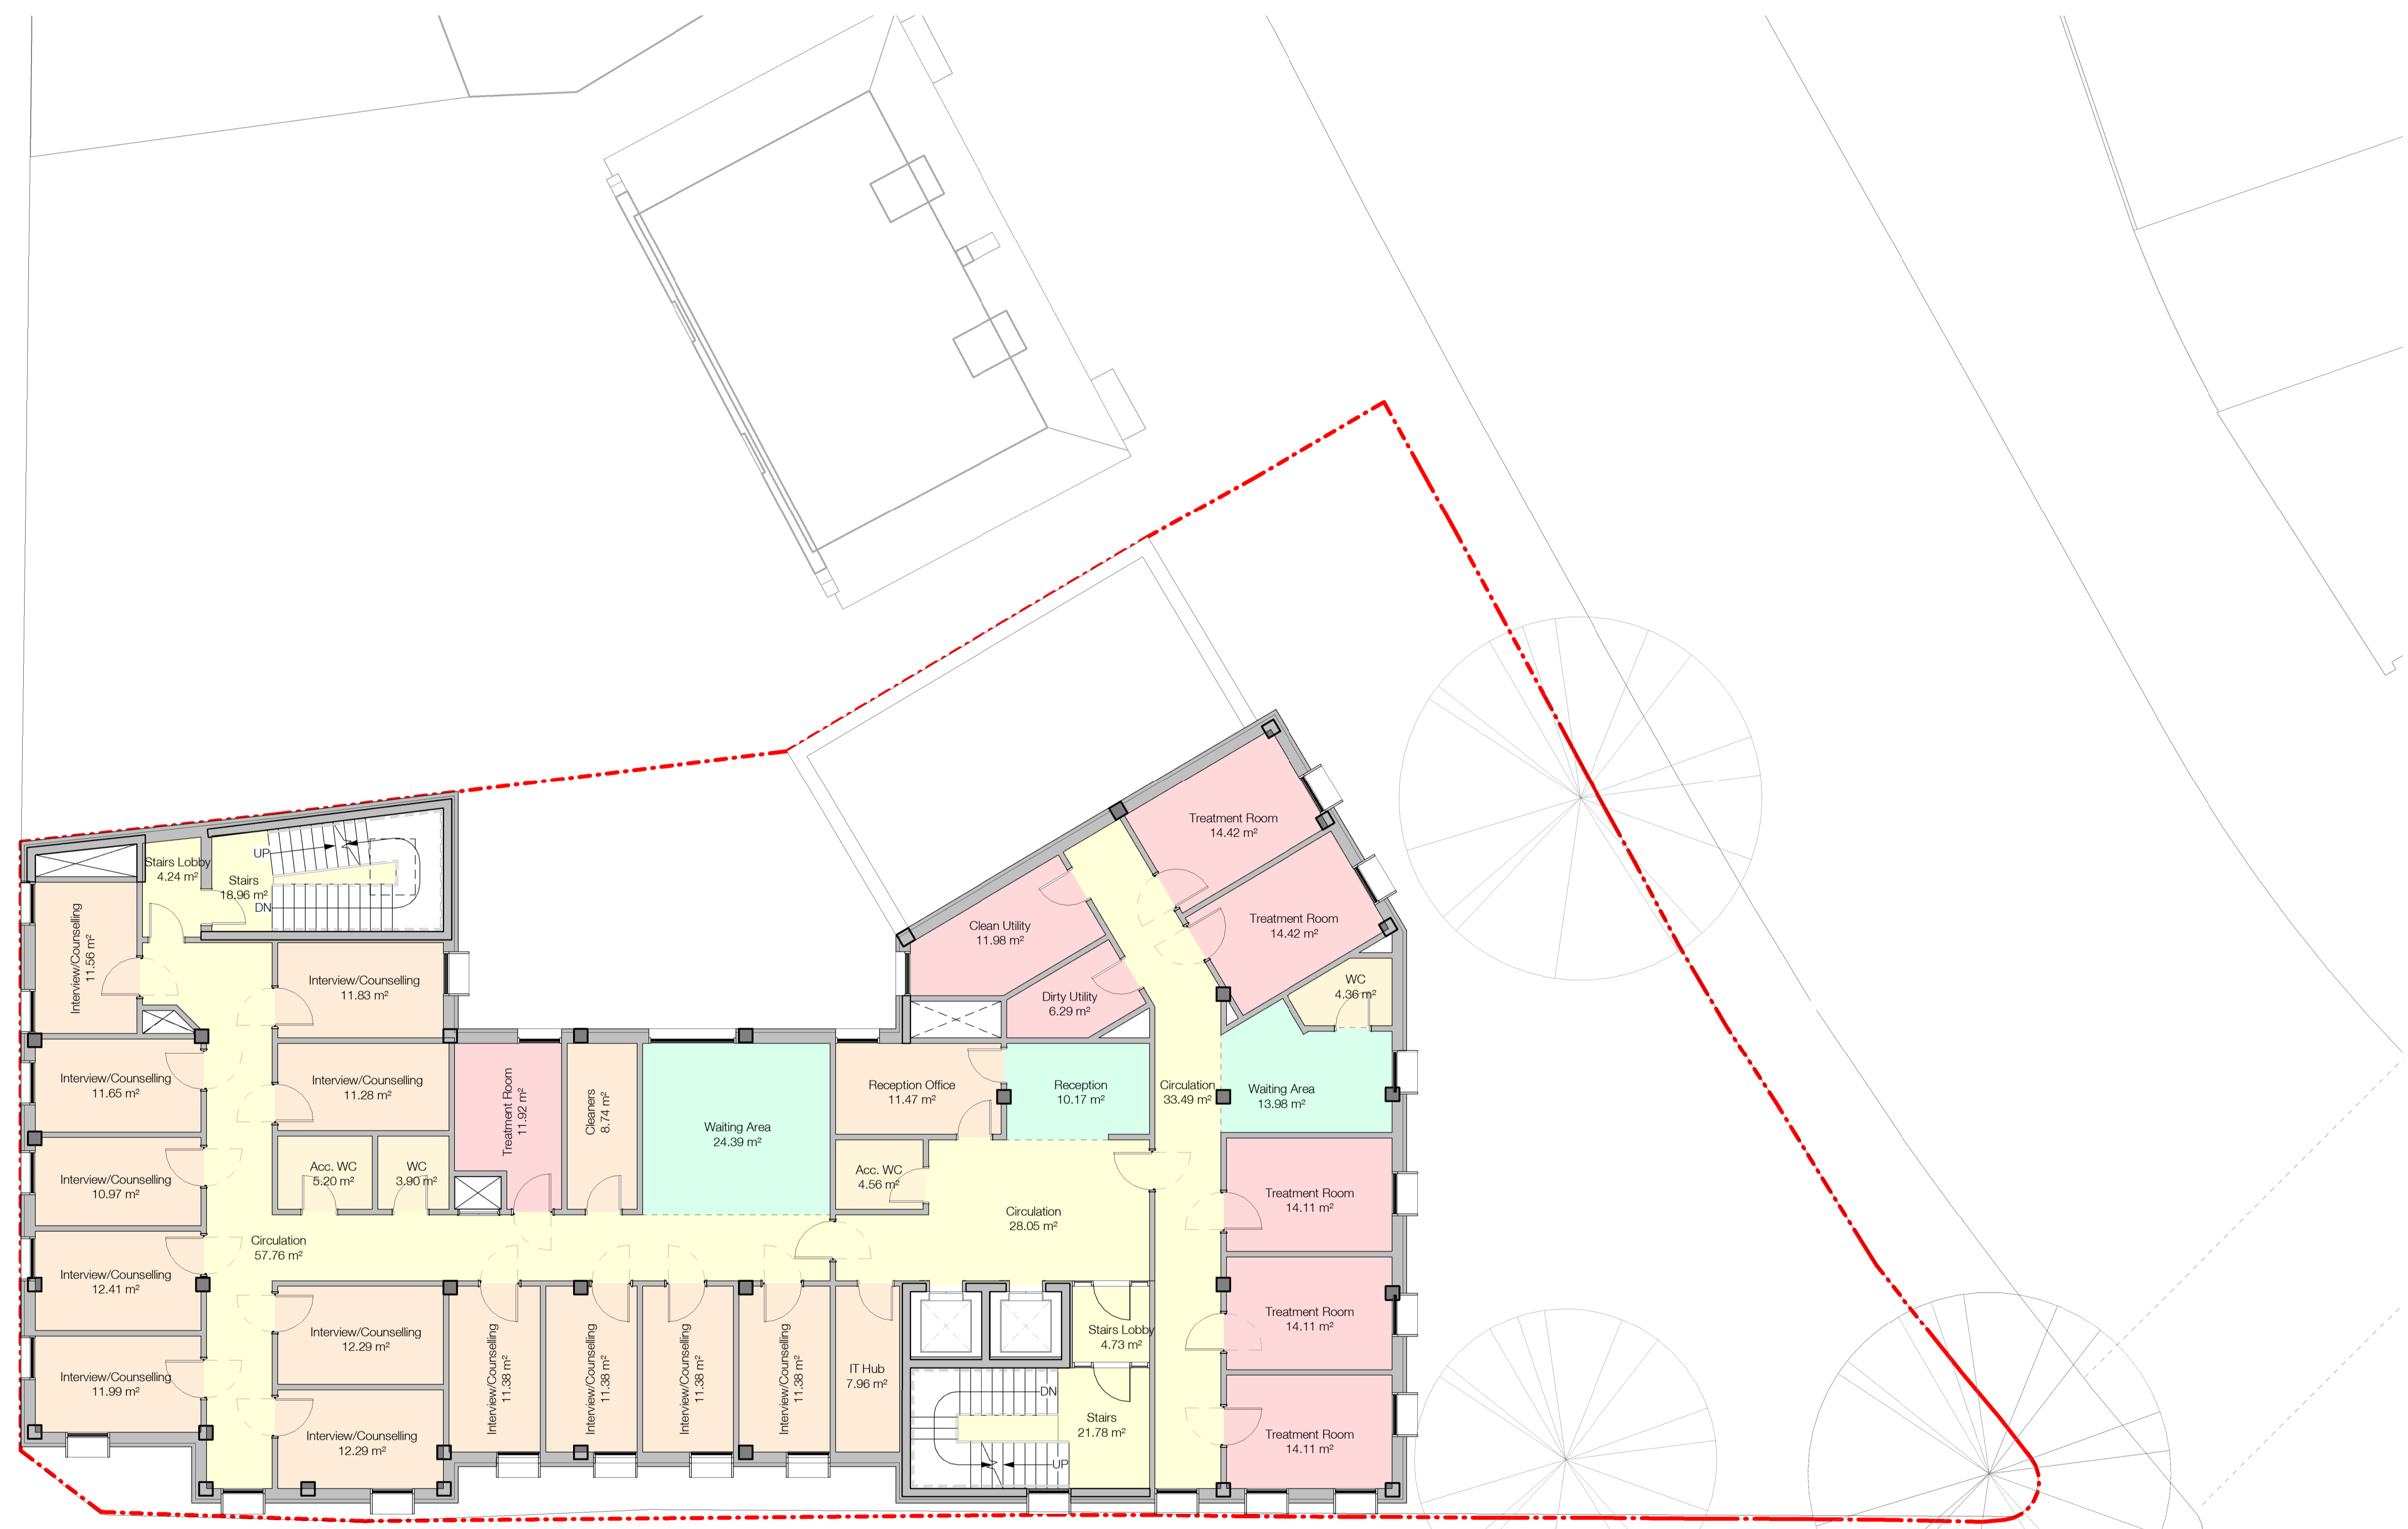 Treatment Room
14.42 m²
Stairs Lobby
4.24 m²
UP
Stairs
18.96 m²
DN
Interview/Counselling
11.56 m²
Clean Utility
11.98 m²
Treatment Room
14.42 m²
Interview/Counselling
11.83 m²
Dirty Utility
6.29 m²
WC
4.36 m²
Interview/Counselling
11.65 m²
Interview/Counselling
11.28 m²
Treatment Room
11.92 m²
Cleaners
8.74 m²
Waiting Area
24.39 m²
Reception Office
11.47 m²
Reception
10.17 m²
Circulation
33.49 m²
Waiting Area
13.98 m²
Interview/Counselling
10.97 m²
Acc. WC
5.20 m²
WC
3.90 m²
Acc. WC
4.56 m²
Treatment Room
14.11 m²
Circulation
57.76 m²
Circulation
28.05 m²
Interview/Counselling
12.41 m²
Interview/Counselling
12.29 m²
Interview/Counselling
11.38 m²
Interview/Counselling
11.38 m²
Interview/Counselling
11.38 m²
Interview/Counselling
11.38 m²
IT Hub
7.96 m²
Stairs Lobby
4.73 m²
Treatment Room
14.11 m²
Interview/Counselling
11.99 m²
Interview/Counselling
12.29 m²
DN
Stairs
21.78 m²
UP
Treatment Room
14.11 m²